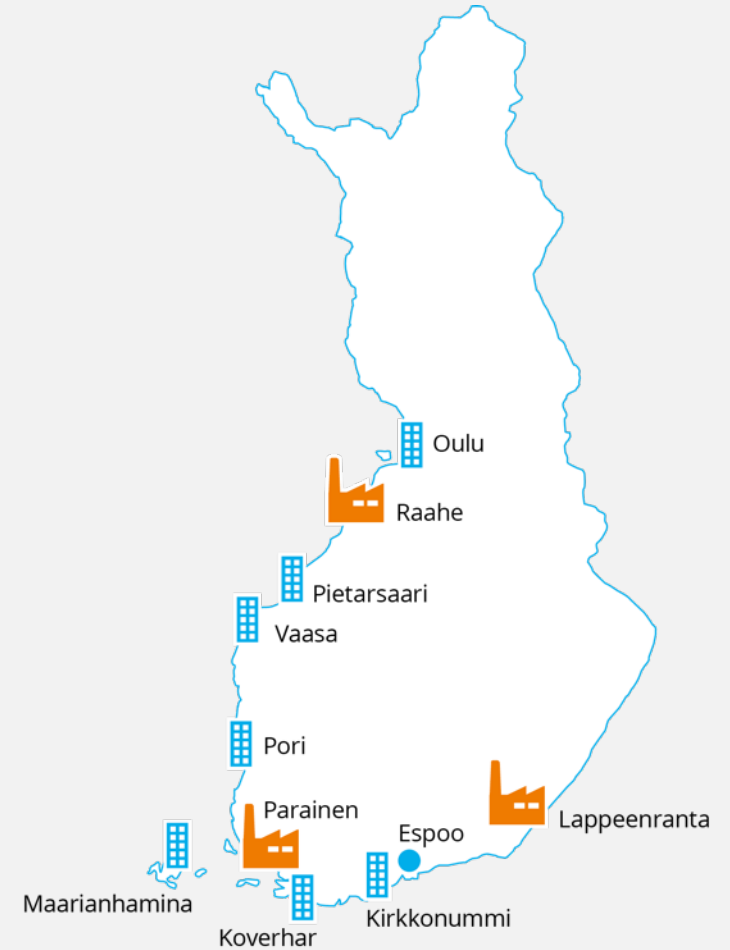 Oulu
Raahe
Pietarsaari
Vaasa
Pori
Parainen
Lappeenranta
Espoo
Maarianhamina
Kirkkonummi
Koverhar